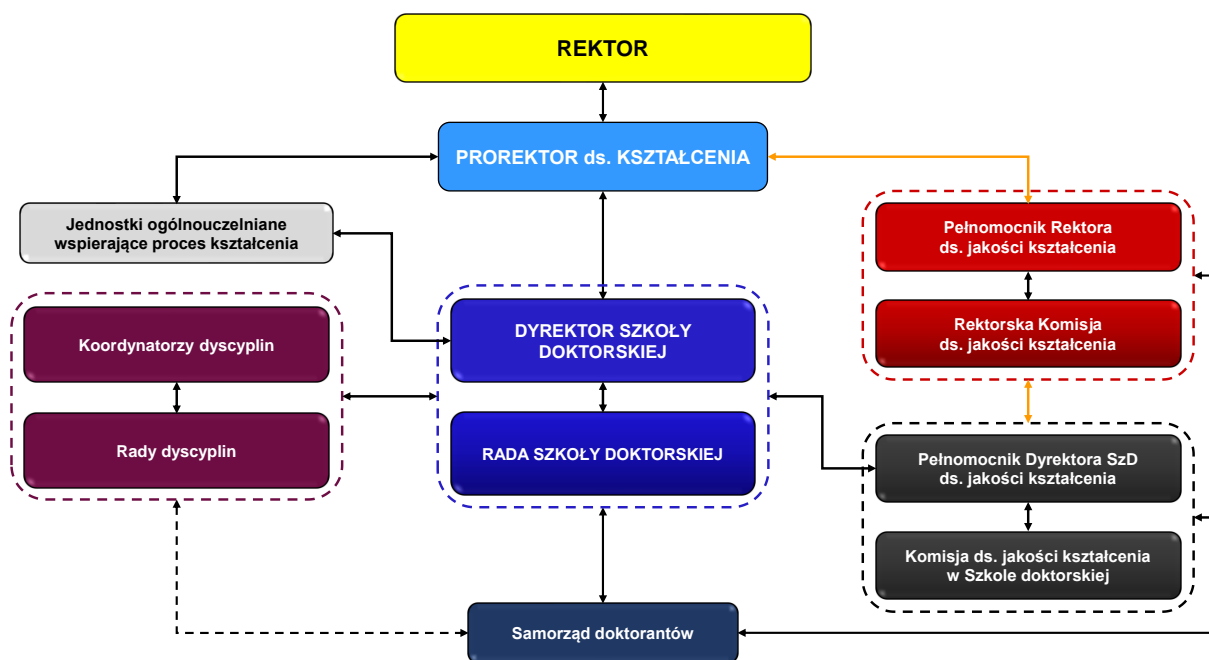 REKTOR
PROREKTOR ds. KSZTAŁCENIA
Jednostki ogólnouczelniane
wspierające proces kształcenia
Pełnomocnik Rektora
ds. jakości kształcenia
Rektorska Komisja
ds. jakości kształcenia
Koordynatorzy dyscyplin
Rady dyscyplin
DYREKTOR SZKOŁY
DOKTORSKIEJ
RADA SZKOŁY DOKTORSKIEJ
Pełnomocnik Dyrektora SzD
ds. jakości kształcenia
Komisja ds. jakości kształcenia
w Szkole doktorskiej
Samorząd doktorantów